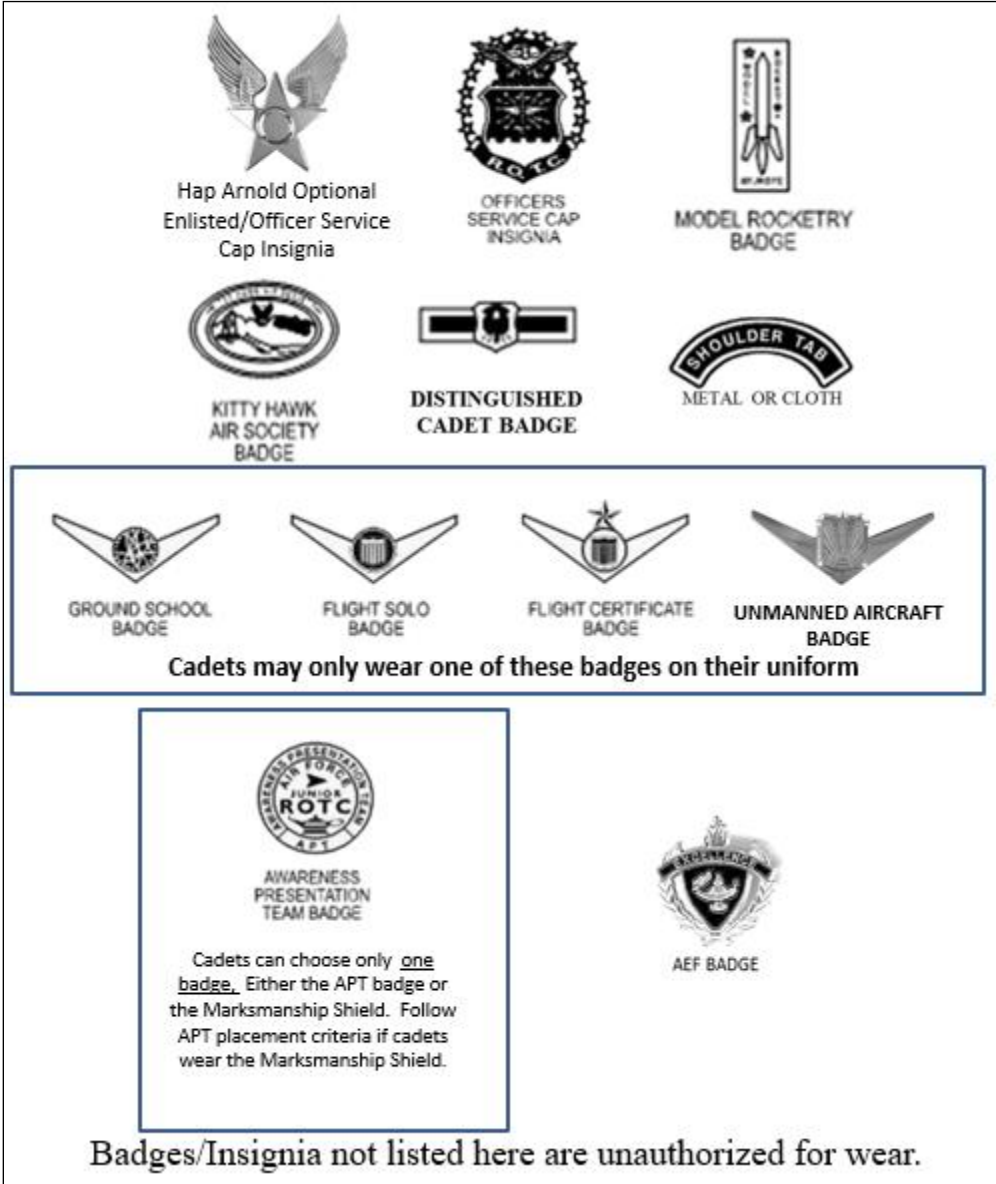 Hap Arnold Optional
Enlisted/Officer Service
Cap Insignia
R.O.T.C.
OFFICERS
SERVICE CAP
INSIGNIA
MODEL
MODEL ROCKETRY
BADGE
KITTY HAWK
AIR SOCIETY
BADGE
DISTINGUISHED
CADET BADGE
SHOULDER TAB
METAL OR CLOTH
GROUND SCHOOL
BADGE
FLIGHT SOLO
BADGE
FLIGHT CERTIFICATE
BADGE
UNMANNED AIRCRAFT
BADGE
Cadets may only wear one of these badges on their uniform
AWARENESS PRESENTATION TEAM
AIR FORCE
JUNIOR
ROTC
APT
AWARENESS
PRESENTATION
TEAM BADGE
Cadets can choose only one
badge, Either the APT badge or
the Marksmanship Shield. Follow
APT placement criteria if cadets
wear the Marksmanship Shield.
EXCELLENCE
AEF BADGE
Badges/Insignia not listed here are unauthorized for wear.